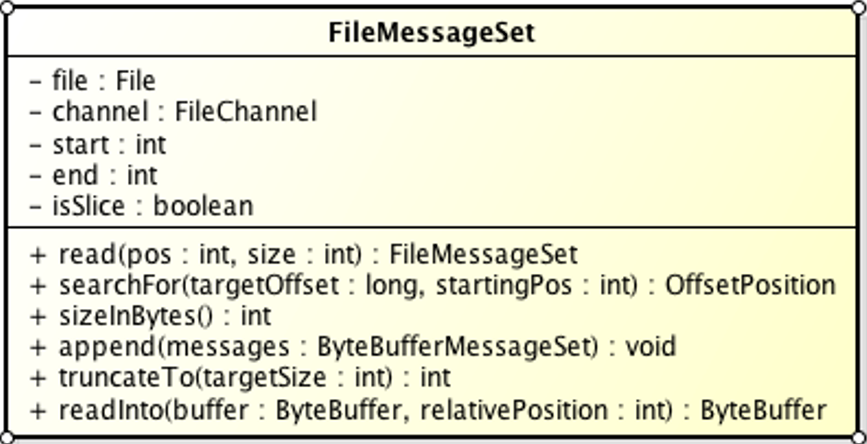 FileMessageSet
- file : File
- channel : FileChannel
- start : int
- end : int
- isSlice : boolean
+ read(pos : int, size : int) : FileMessageSet
+ searchFor(targetOffset : long, startingPos : int) : OffsetPosition
+ sizeInBytes() : int
+ append(messages : ByteBufferMessageSet) : void
+ truncateTo(targetSize : int) : int
+ readInto(buffer : ByteBuffer, relativePosition : int) : ByteBuffer